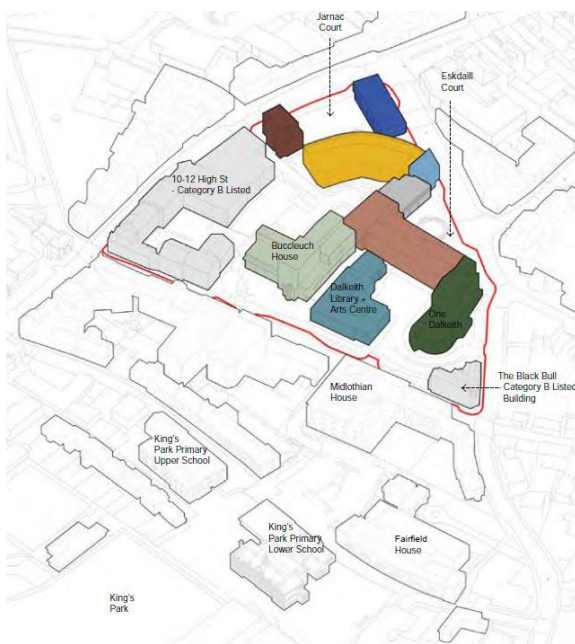 Jarnac
Court
Eskdaill
Court
10-12 High St
- Category B Listed
Buccleuch
House
Dalkeith
Library +
Arts Centre
One
Dalkeith
The Black Bull
- Category B Listed
Building
Midlothian
House
King's
Park Primary
Upper School
King's
Park Primary
Lower School
Fairfield
House
King's
Park